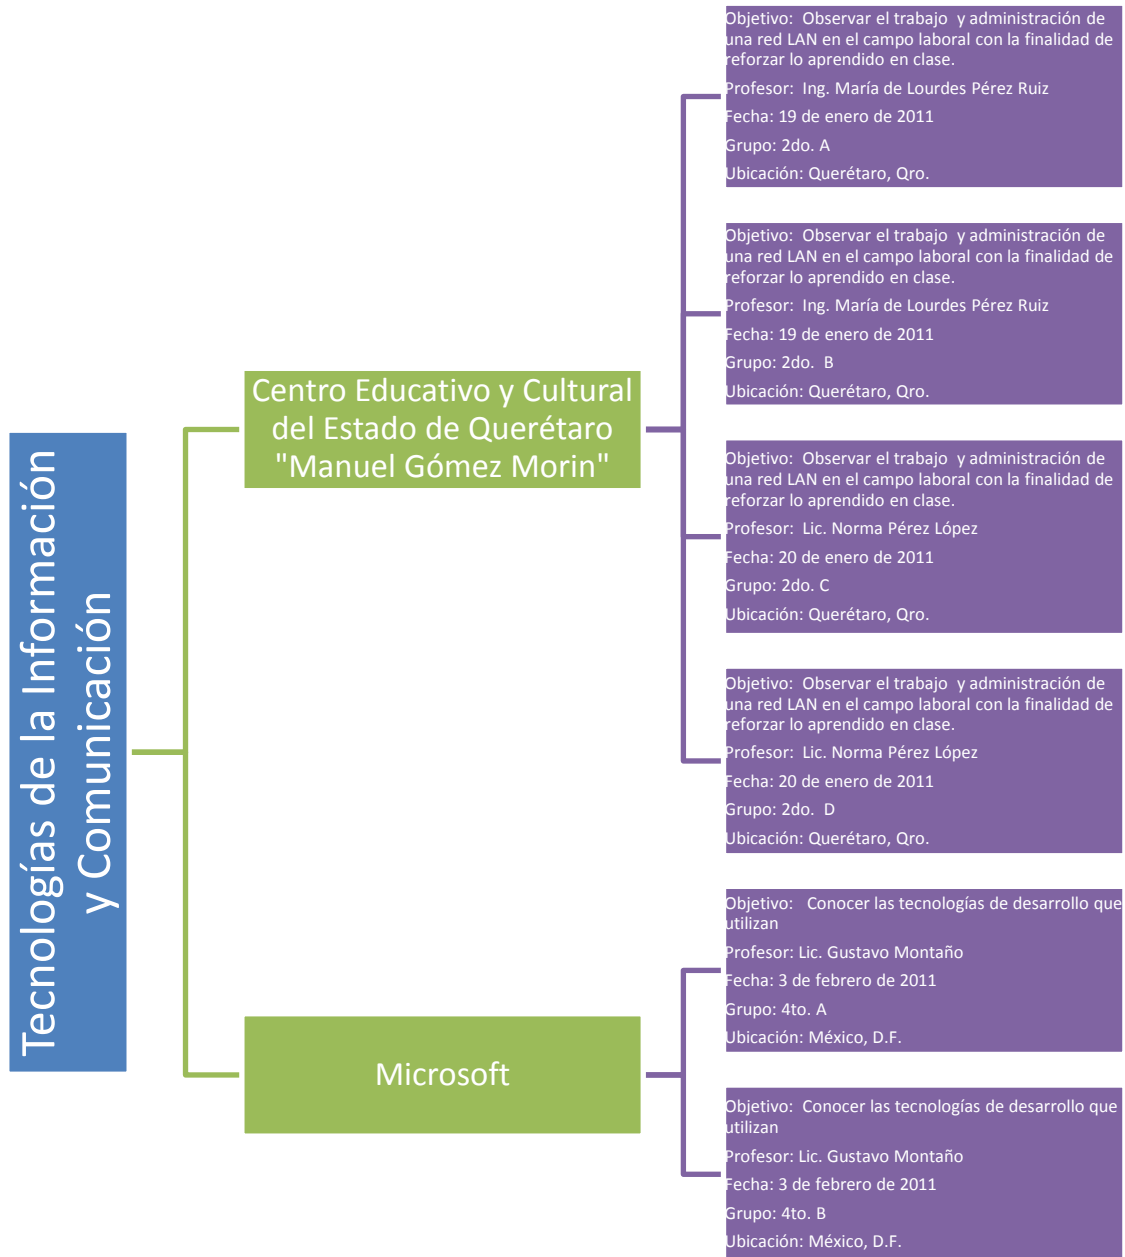 Tecnologías de la Información
y Comunicación
Centro Educativo y Cultural
del Estado de Querétaro
"Manuel Gómez Morin"
Objetivo: Observar el trabajo y administración de
una red LAN en el campo laboral con la finalidad de
reforzar lo aprendido en clase.
Profesor: Ing. María de Lourdes Pérez Ruiz
Fecha: 19 de enero de 2011
Grupo: 2do. A
Ubicación: Querétaro, Qro.
Objetivo: Observar el trabajo y administración de
una red LAN en el campo laboral con la finalidad de
reforzar lo aprendido en clase.
Profesor: Ing. María de Lourdes Pérez Ruiz
Fecha: 19 de enero de 2011
Grupo: 2do. B
Ubicación: Querétaro, Qro.
Objetivo: Observar el trabajo y administración de
una red LAN en el campo laboral con la finalidad de
reforzar lo aprendido en clase.
Profesor: Lic. Norma Pérez López
Fecha: 20 de enero de 2011
Grupo: 2do. C
Ubicación: Querétaro, Qro.
Objetivo: Observar el trabajo y administración de
una red LAN en el campo laboral con la finalidad de
reforzar lo aprendido en clase.
Profesor: Lic. Norma Pérez López
Fecha: 20 de enero de 2011
Grupo: 2do. D
Ubicación: Querétaro, Qro.
Microsoft
Objetivo: Conocer las tecnologías de desarrollo que
utilizan
Profesor: Lic. Gustavo Montaño
Fecha: 3 de febrero de 2011
Grupo: 4to. A
Ubicación: México, D.F.
Objetivo: Conocer las tecnologías de desarrollo que
utilizan
Profesor: Lic. Gustavo Montaño
Fecha: 3 de febrero de 2011
Grupo: 4to. B
Ubicación: México, D.F.